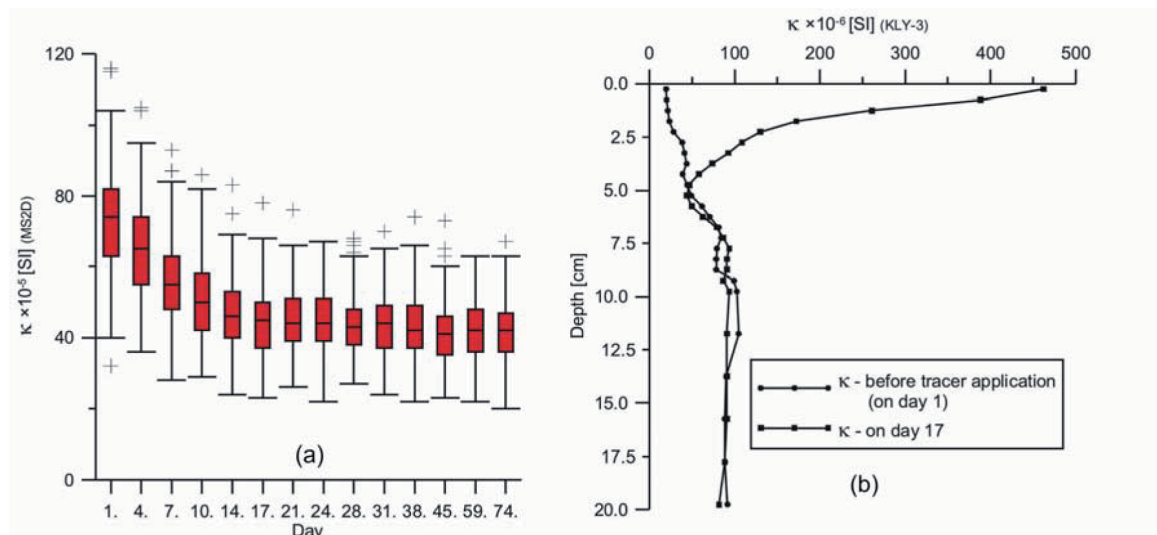 120
80
40
0
κ ×10-5 [SI] (MS2D)
(a)
1. 4. 7. 10. 14. 17. 21. 24. 28. 31. 38. 45. 59. 74.
Day
κ ×10-6 [SI] (KLY-3)
0 100 200 300 400 500
0.0
2.5
5.0
7.5
10.0
12.5
15.0
17.5
20.0
Depth [cm]
κ - before tracer application
(on day 1)
κ - on day 17
(b)